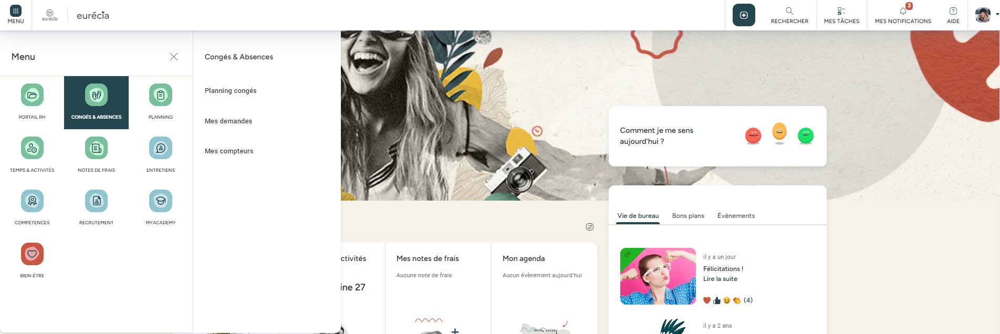 MENU
eurécia
eurécia
RECHERCHER
MES TÂCHES
3
MES NOTIFICATIONS
?
AIDE
Menu
PORTAIL RH
CONGÉS & ABSENCES
PLANNING
TEMPS & ACTIVITÉS
NOTES DE FRAIS
ENTRETIENS
COMPÉTENCES
RECRUTEMENT
MYACADEMY
BIEN-ÊTRE
Congés & Absences
Planning congés
Mes demandes
Mes compteurs
Comment je me sens
aujourd'hui ?
Vie de bureau
Bons plans
Évènements
ctivités
ine 27
Mes notes de frais
Aucune note de frais
Mon agenda
Aucun évènement aujourd'hui
il y a un jour
Félicitations !
Lire la suite
(4)
il y a 2 ans